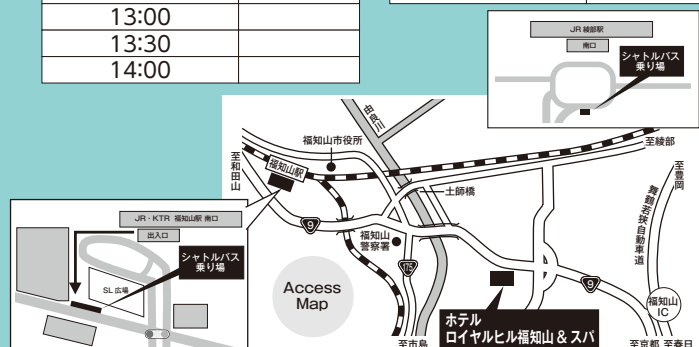 13:00
13:30
14:00
JR 綾部駅
南口
シャトルバス
乗り場
由良川
福知山市役所
至綾部
至和田山
福知山駅
至豊岡
土師橋
舞鶴若狭自動車道
9
福知山
警察署
175
9
JR・KTR 福知山駅 南口
出入口
シャトルバス
乗り場
SL 広場
Access
Map
福知山
IC
ホテル
ロイヤルヒル福知山 & スパ
至市島
至京都
至春日